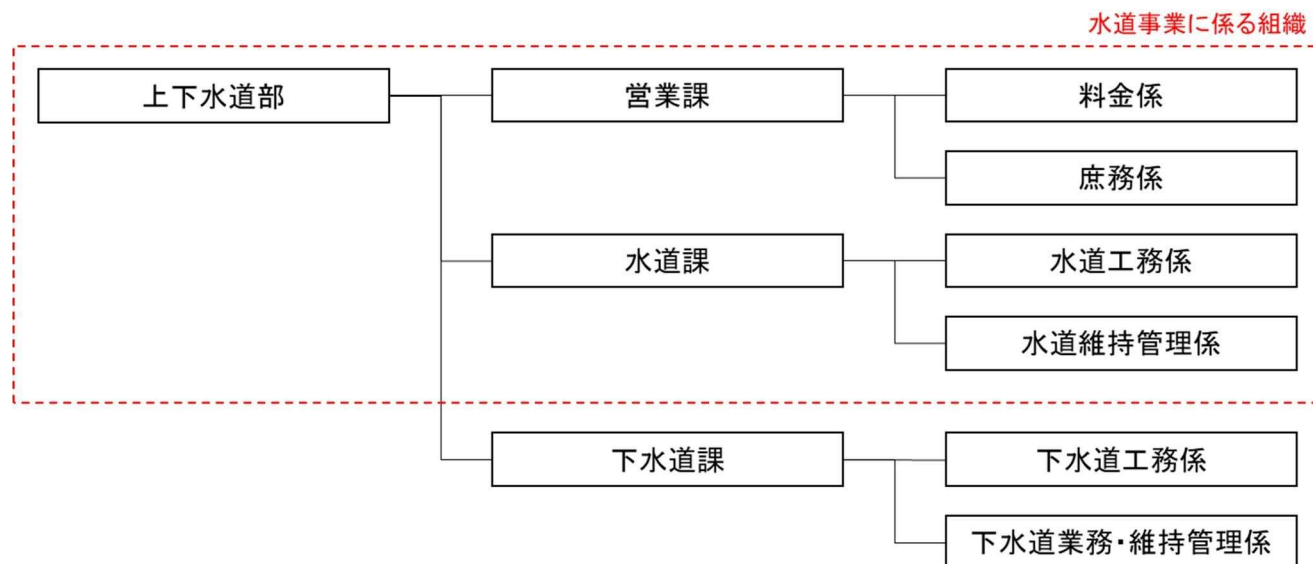 水道事業に係る組織
上下水道部
営業課
料金係
庶務係
水道課
水道工務係
水道維持管理係
下水道課
下水道工務係
下水道業務・維持管理係